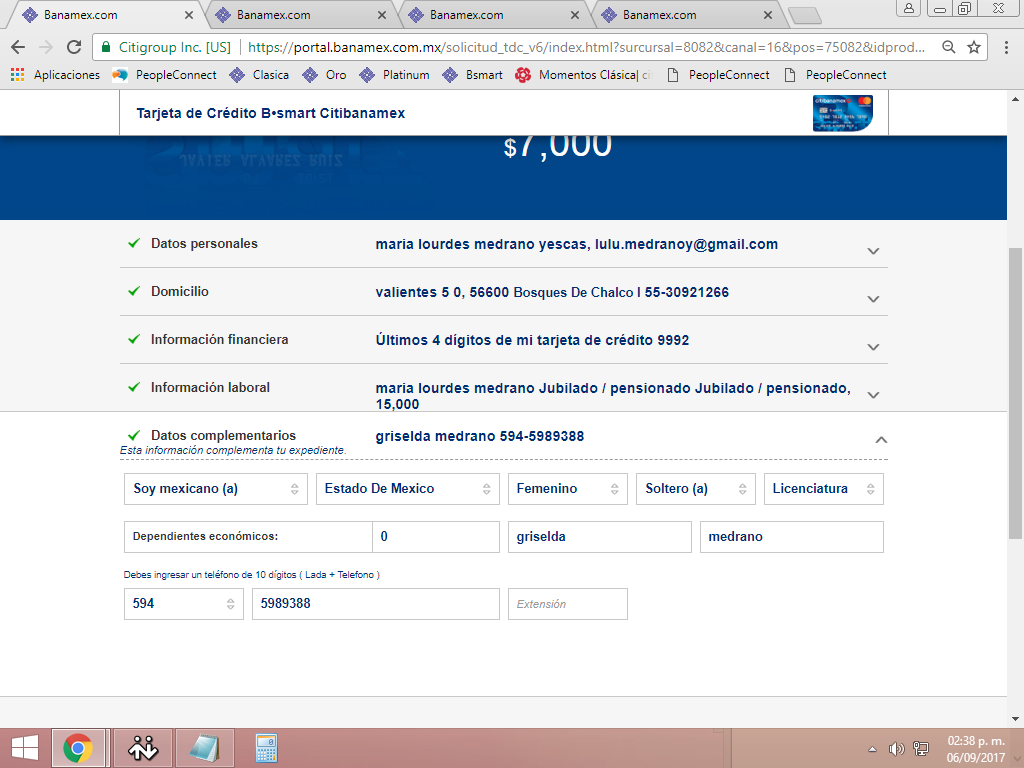 Banamex.com
Banamex.com
Banamex.com
Banamex.com
Citigroup Inc. [US] https://portal.banamex.com.mx/solicitud_tdc_v6/index.html?surcursal=8082&canal=16&pos=75082&idprod...
Aplicaciones PeopleConnect Clasica Oro Platinum Bsmart Momentos Clásica| ci PeopleConnect PeopleConnect
Tarjeta de Crédito B•smart Citibanamex
citibanamex
$7,000
JAVIER ALVARES RUIZ
Datos personales maria lourdes medrano yescas, lulu.medranoy@gmail.com
Domicilio valientes 5 0, 56600 Bosques De Chalco I 55-30921266
Información financiera Últimos 4 dígitos de mi tarjeta de crédito 9992
Información laboral maria lourdes medrano Jubilado / pensionado Jubilado / pensionado,
15,000
Datos complementarios griselda medrano 594-5989388
Esta información complementa tu expediente.
Soy mexicano (a) Estado De Mexico Femenino Soltero (a) Licenciatura
Dependientes económicos: 0 griselda medrano
Debes ingresar un teléfono de 10 dígitos ( Lada + Telefono )
594 5989388 Extensión
02:38 p. m.
06/09/2017